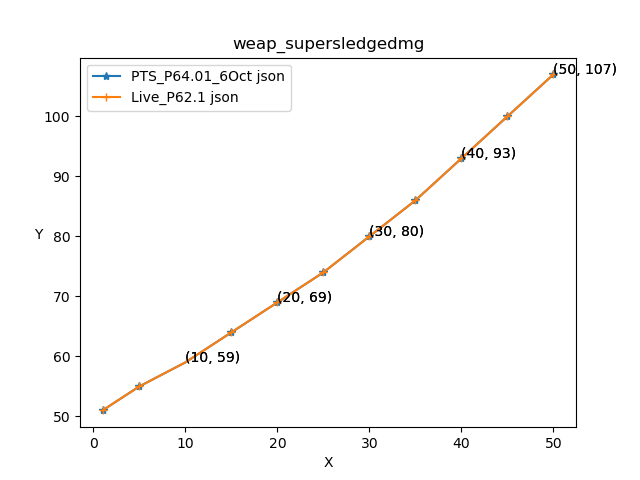 weap_supersledgedmg
PTS_P64.01_6Oct json
Live_P62.1 json
(50, 107)
(40, 93)
(30, 80)
(20, 69)
(10, 59)
Y
100
90
80
70
60
50
0 10 20 30 40 50
X